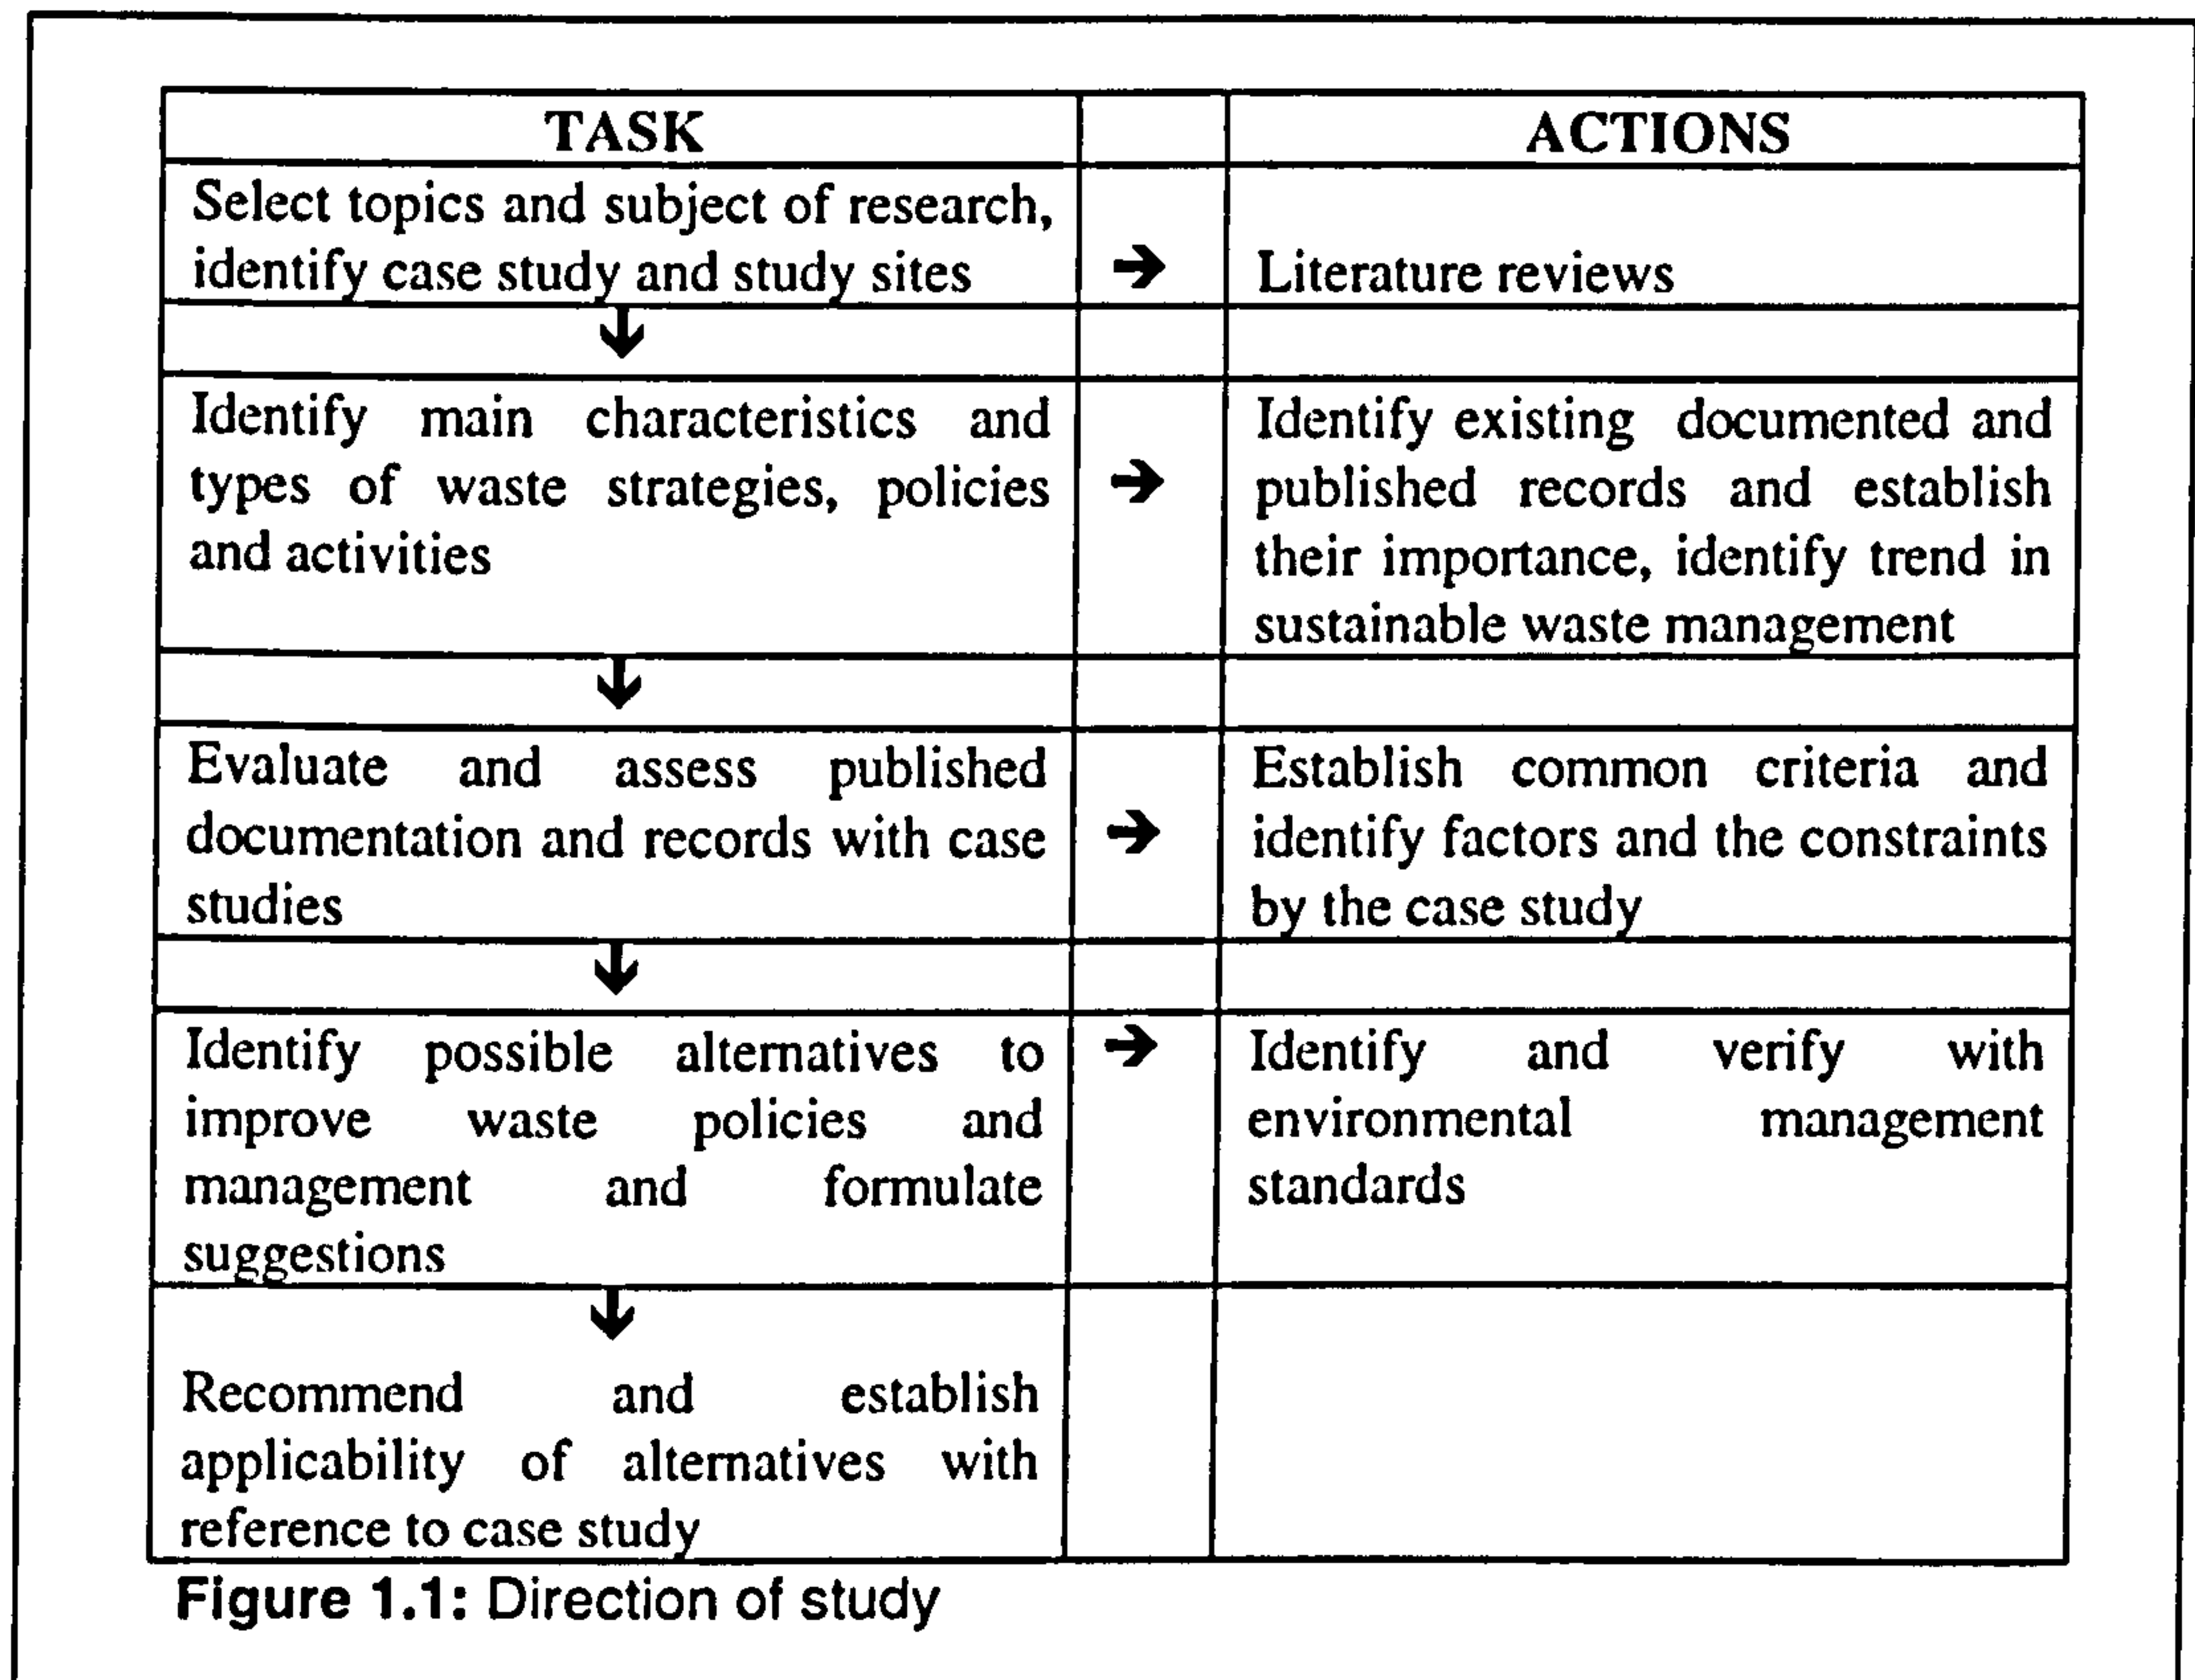 TASK
ACTIONS
Select topics and subject of research,
identify case study and study sites
➔
Literature reviews
↓
Identify main characteristics and
types of waste strategies, policies
and activities
➔
Identify existing documented and
published records and establish
their importance, identify trend in
sustainable waste management
↓
Evaluate and assess published
documentation and records with case
studies
➔
Establish common criteria and
identify factors and the constraints
by the case study
↓
Identify possible alternatives to
improve waste policies and
management and formulate
suggestions
➔
Identify and verify with
environmental management
standards
↓
Recommend and establish
applicability of alternatives with
reference to case study
Figure 1.1: Direction of study